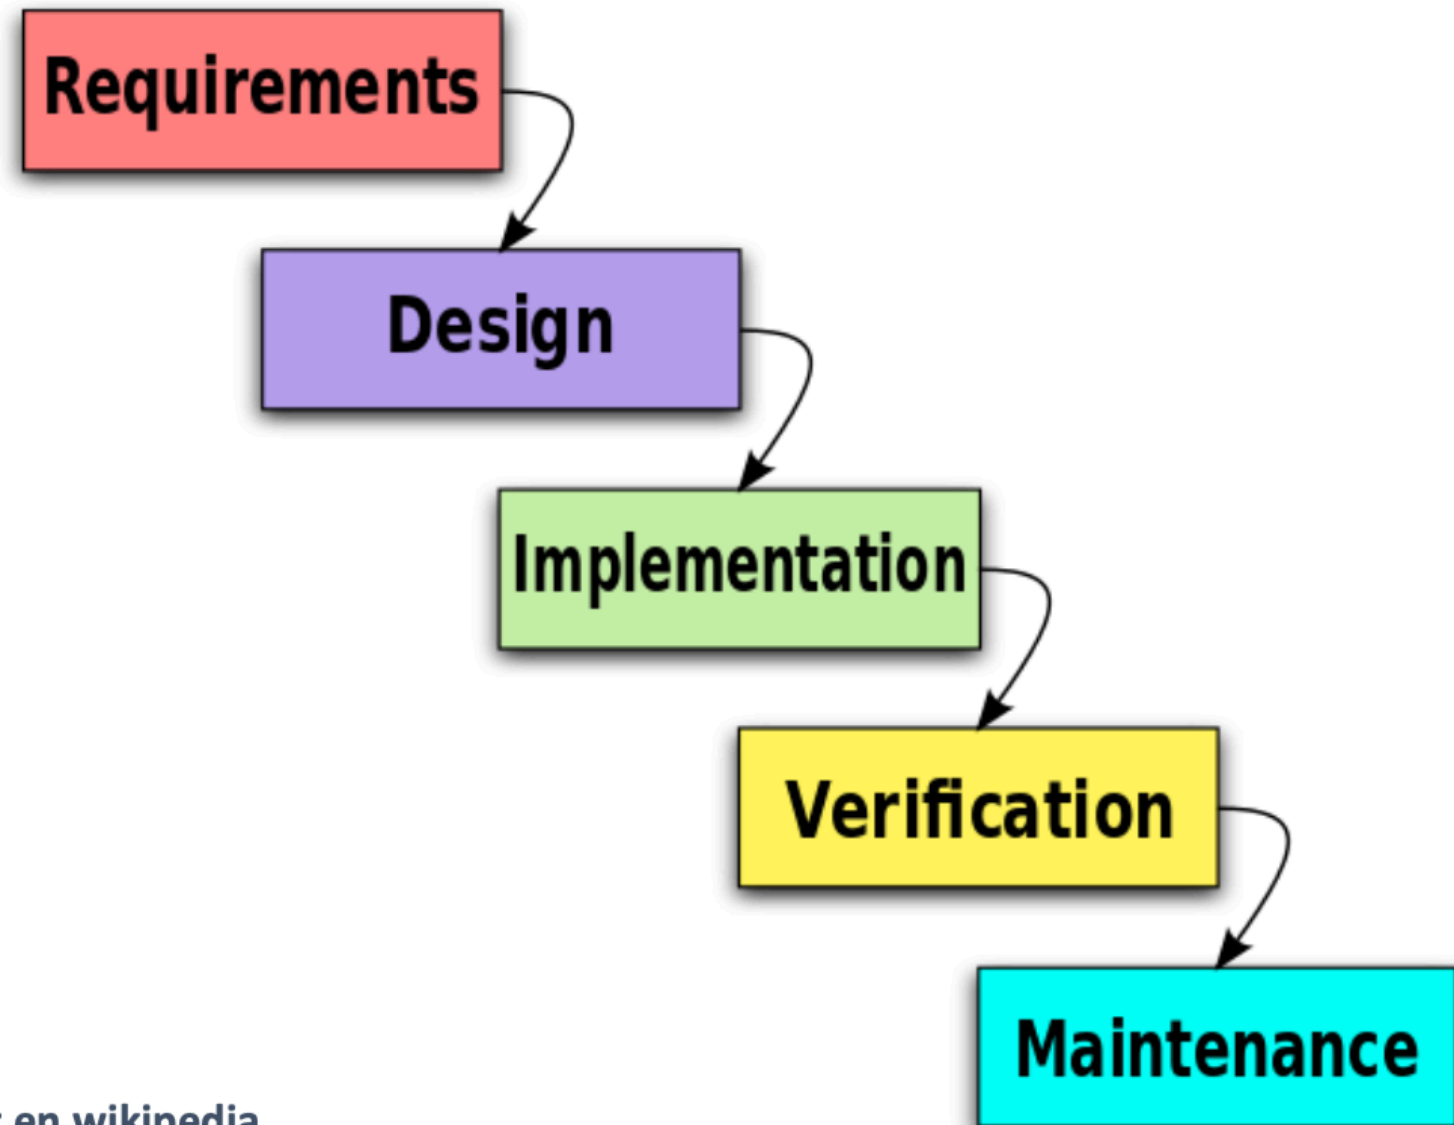 Requirements
Design
Implementation
Verification
Maintenance
en wikipedia